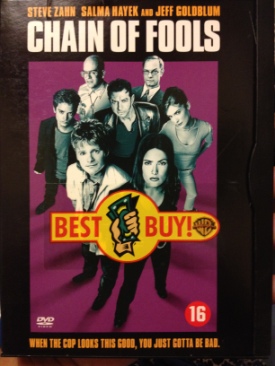 STEVE ZAHN SALMA HAYEK AND JEFF GOLDBLUM
CHAIN OF FOOLS
BEST BUY!
DVD
VIDEO
16
WHEN THE COP LOOKS THIS GOOD, YOU JUST GOTTA BE BAD.